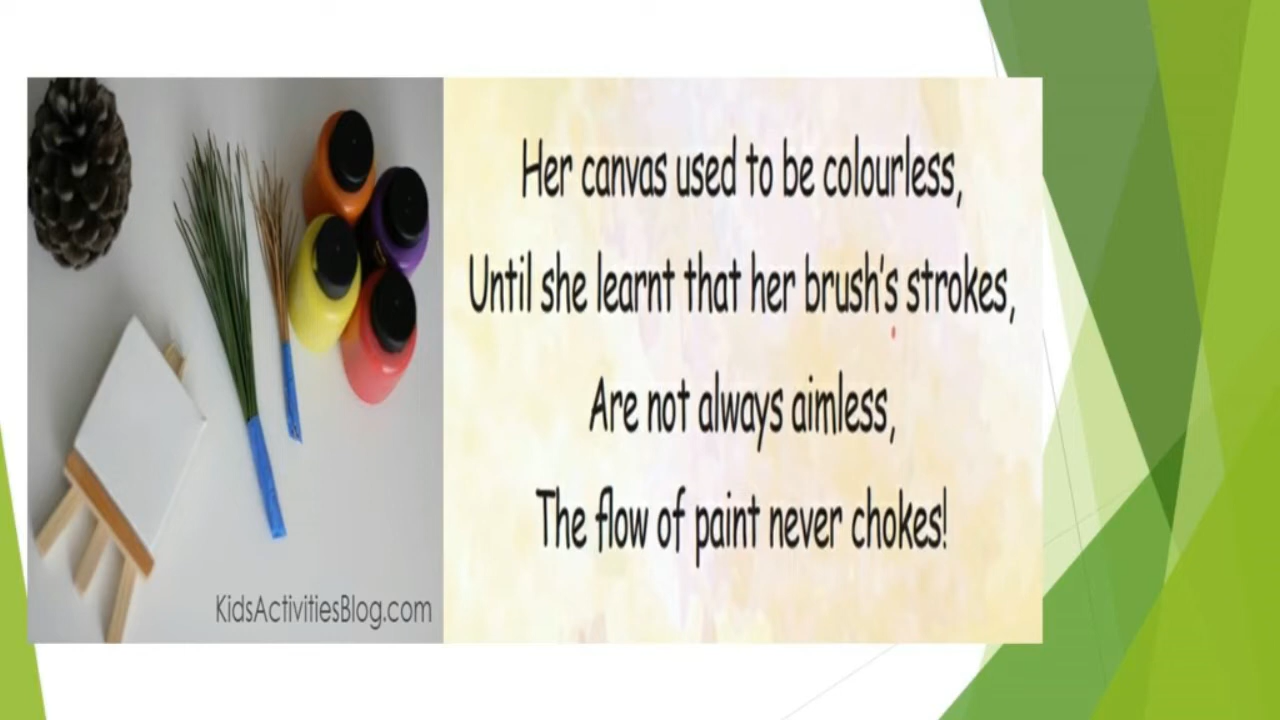 Her canvas used to be colourless,
Until she learnt that her brush's strokes,
Are not always aimless,
The flow of paint never chokes!
KidsActivitiesBlog.com